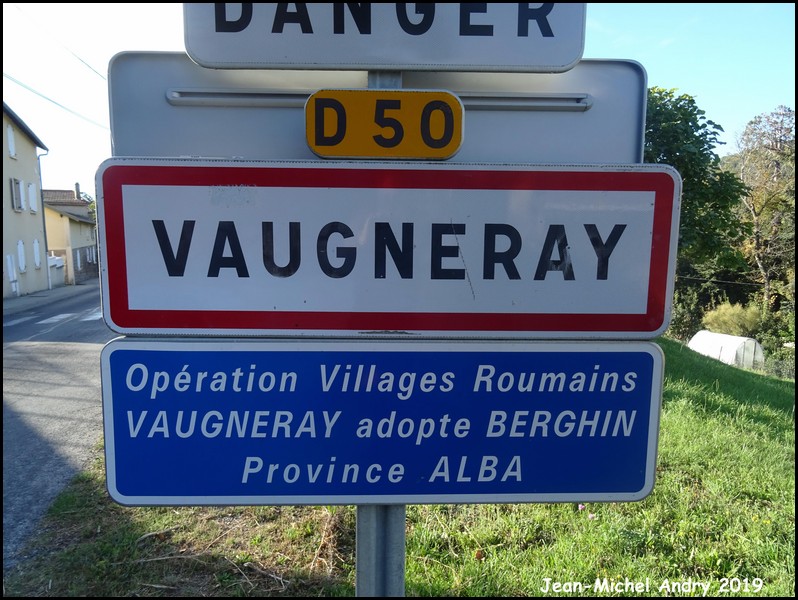 DANGER
D 50
VAUGNERAY
Opération Villages Roumains
VAUGNERAY adopte BERGHIN
Province ALBA
Jean-Michel Andry 2019